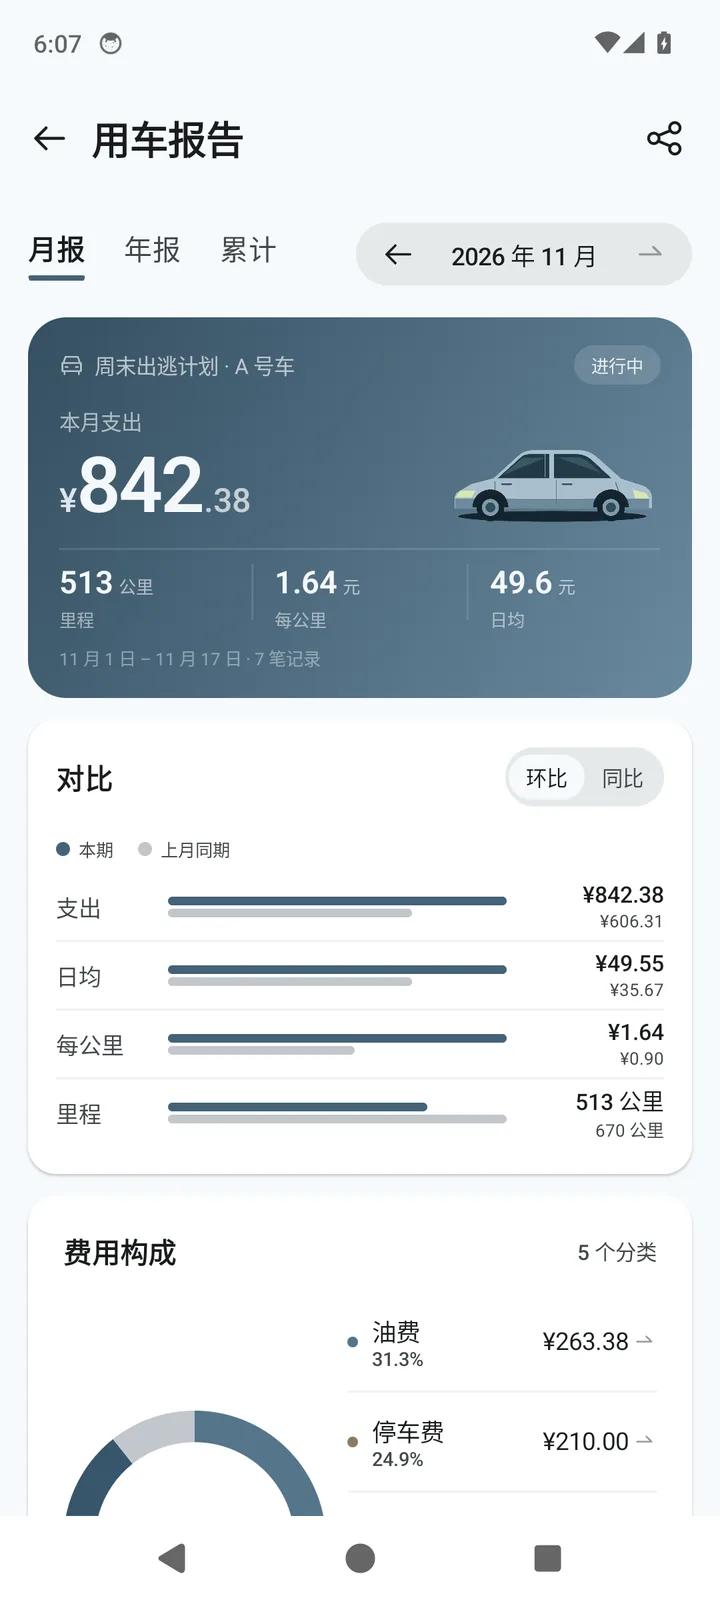 6:07
用车报告
月报 年报 累计 2026 年 11 月
周末出逃计划 · A 号车 进行中
本月支出
¥842.38
513 公里 1.64 元 49.6 元
里程 每公里 日均
11 月 1 日 – 11 月 17 日 · 7 笔记录
对比 环比 同比
本期 上月同期
支出 ¥842.38
¥606.31
日均 ¥49.55
¥35.67
每公里 ¥1.64
¥0.90
里程 513 公里
670 公里
费用构成 5 个分类
油费 ¥263.38
31.3%
停车费 ¥210.00
24.9%